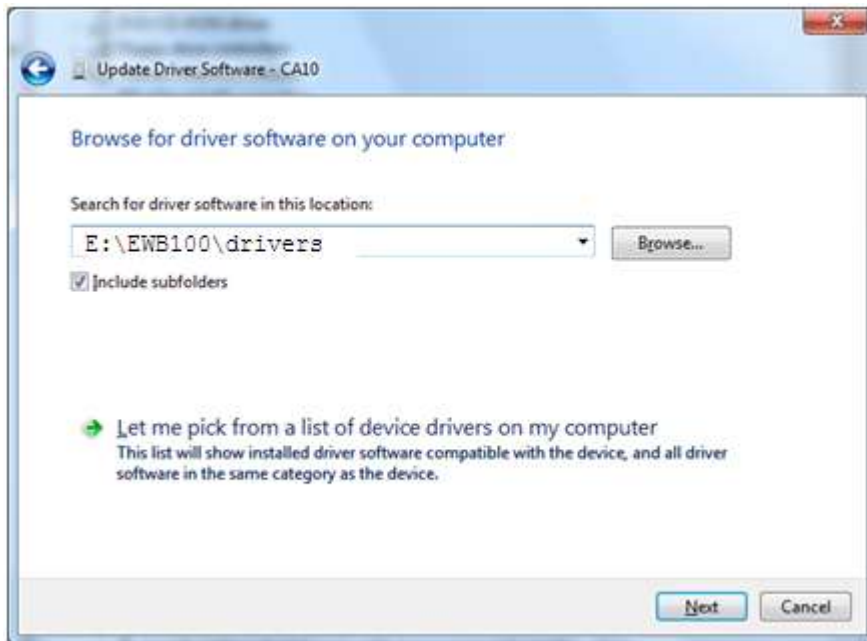 Update Driver Software - CA10
Browse for driver software on your computer
Search for driver software in this location:
E:\EWB100\drivers
Browse...
Include subfolders
Let me pick from a list of device drivers on my computer
This list will show installed driver software compatible with the device, and all driver
software in the same category as the device.
Next
Cancel